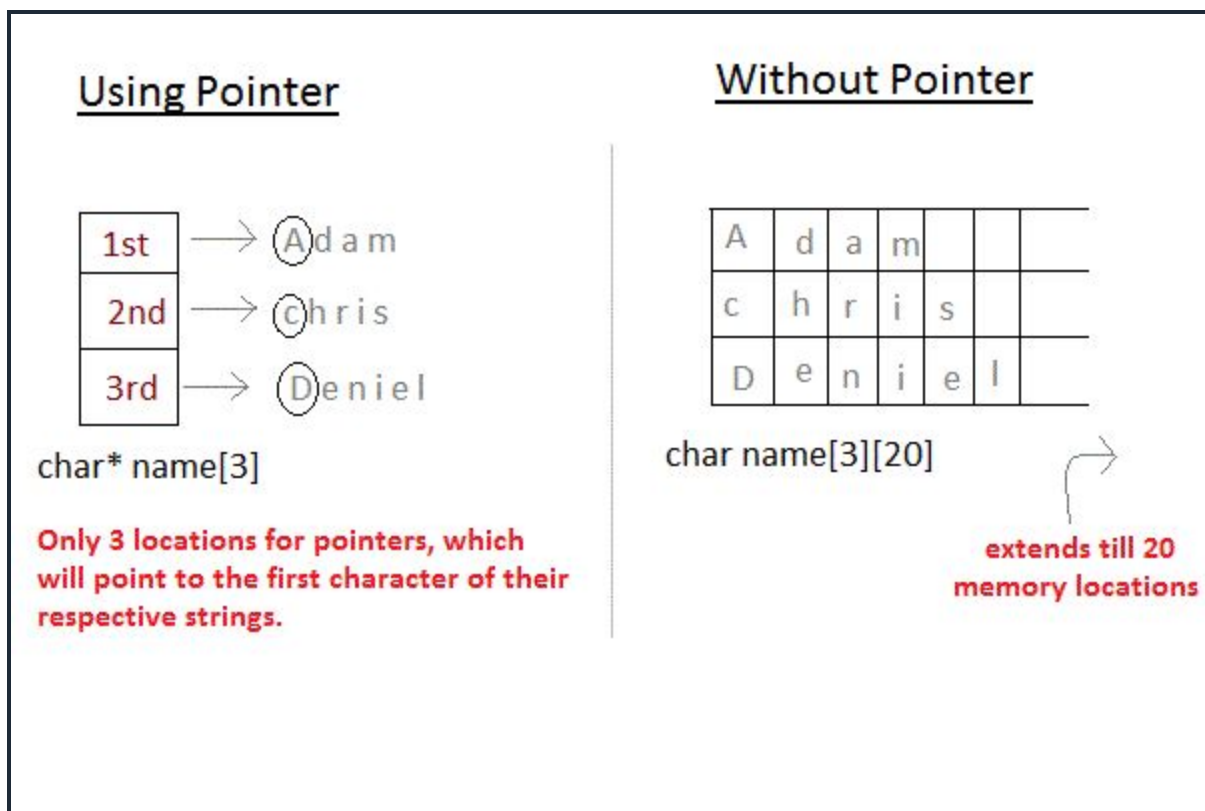 Using Pointer
1st
Adam
2nd
chris
3rd
Deniel
char* name[3]
Only 3 locations for pointers, which
will point to the first character of their
respective strings.
Without Pointer
A d a m
c h r i s
D e n i e l
char name[3][20]
extends till 20
memory locations